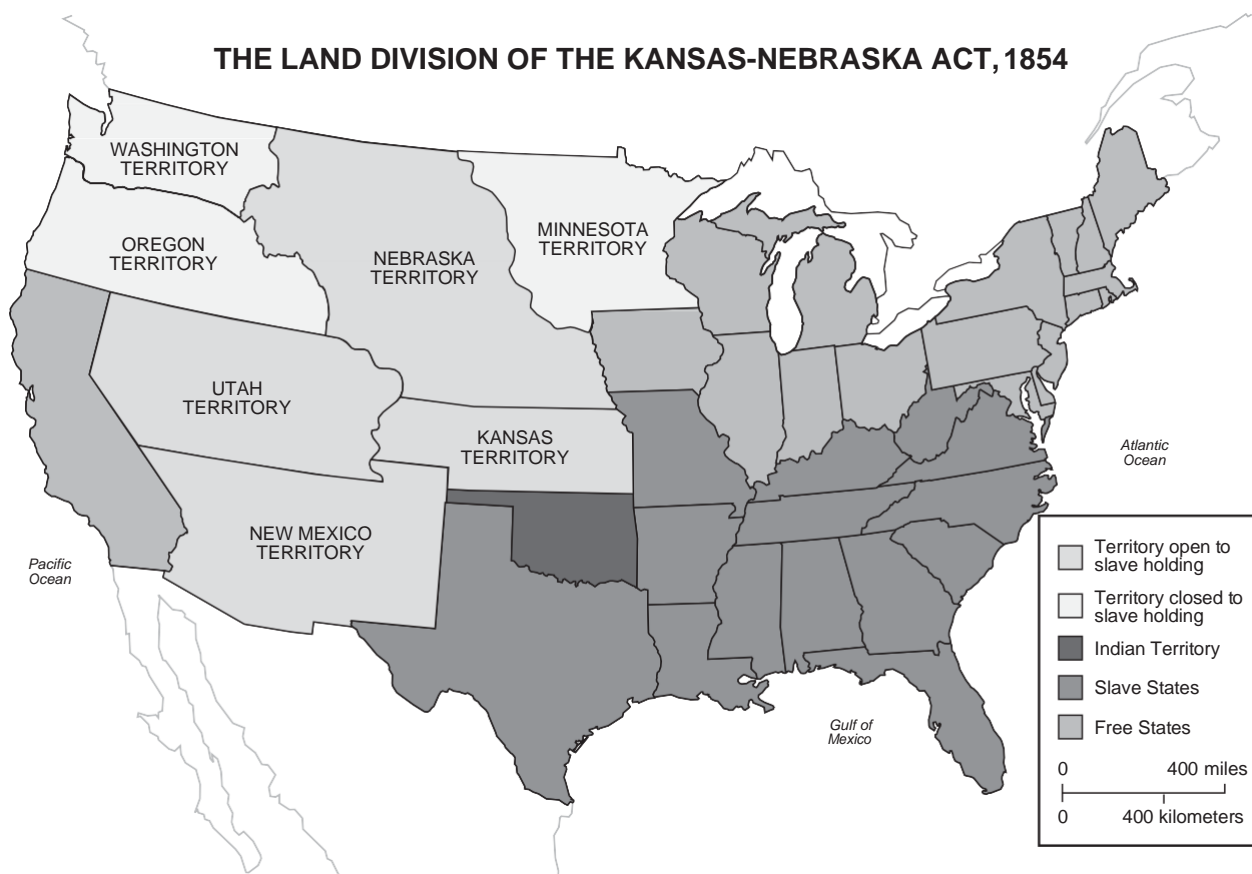 THE LAND DIVISION OF THE KANSAS-NEBRASKA ACT, 1854
WASHINGTON
TERRITORY
OREGON
TERRITORY
NEBRASKA
TERRITORY
MINNESOTA
TERRITORY
UTAH
TERRITORY
KANSAS
TERRITORY
NEW MEXICO
TERRITORY
Pacific
Ocean
Atlantic
Ocean
Gulf of
Mexico
Territory open to
slave holding
Territory closed to
slave holding
Indian Territory
Slave States
Free States
0 400 miles
0 400 kilometers